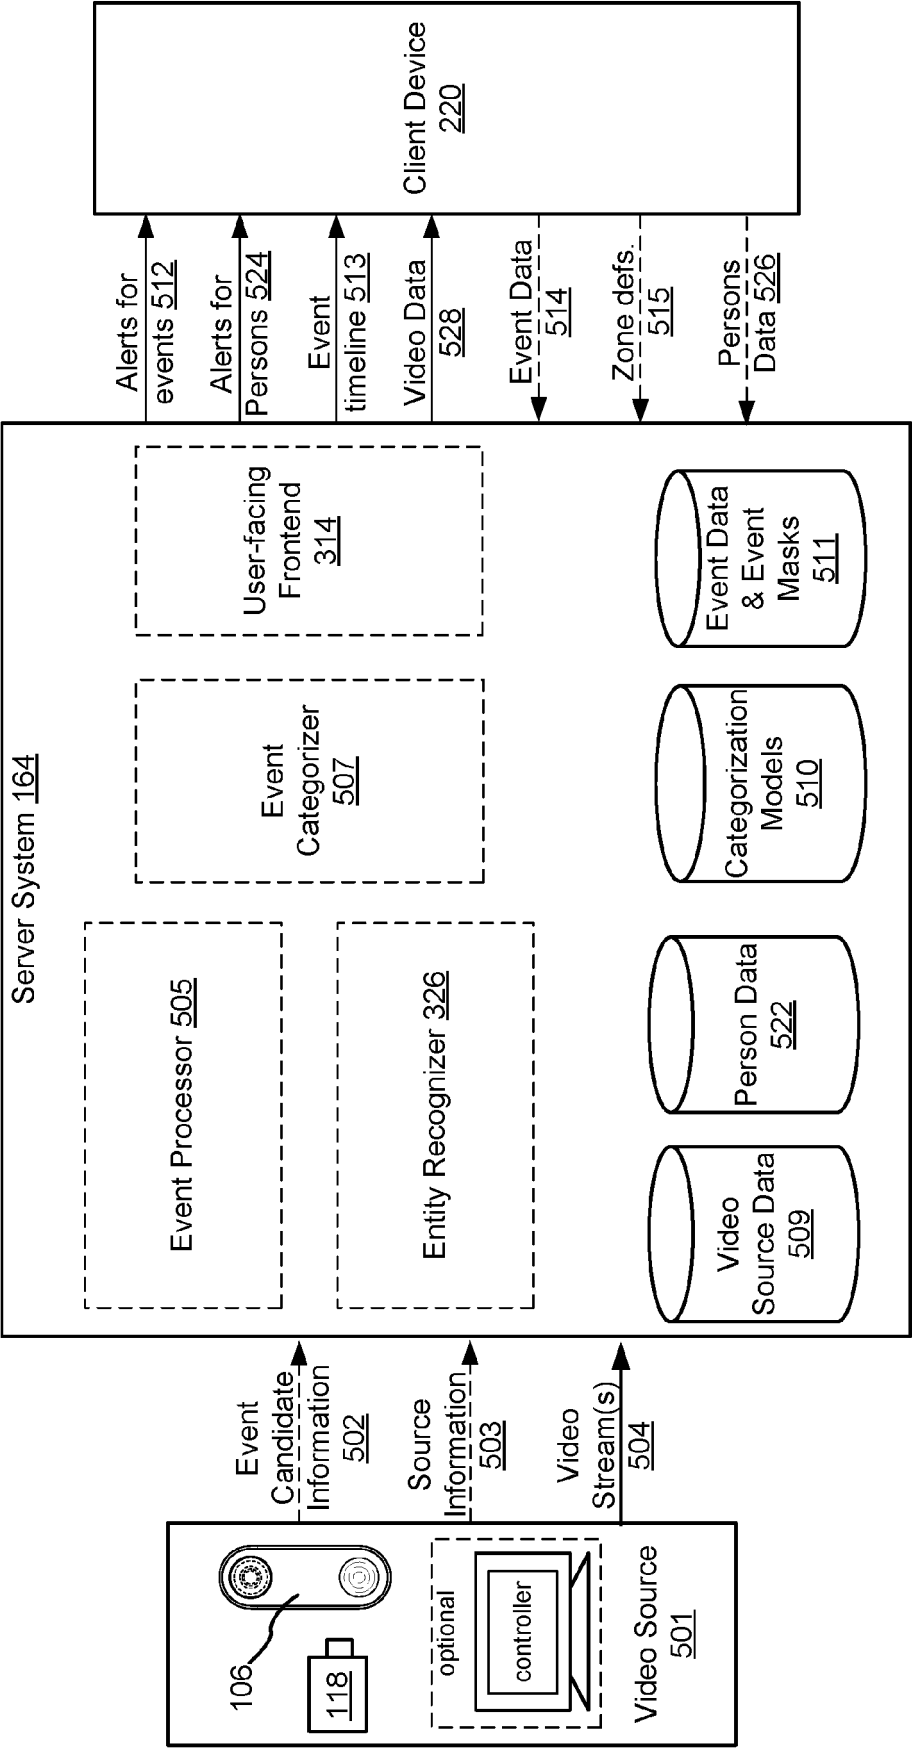 Server System 164
Event Processor 505
Entity Recognizer 326
Event
Categorizer
507
User-facing
Frontend
314
Video
Source Data
509
Person Data
522
Categorization
Models
510
Event Data
& Event
Masks
511
Event
Candidate
Information
502
Source
Information
503
Video
Stream(s)
504
106
118
optional
controller
Video Source
501
Alerts for
events 512
Alerts for
Persons 524
Event
timeline 513
Video Data
528
Event Data
514
Zone defs.
515
Persons
Data 526
Client Device
220